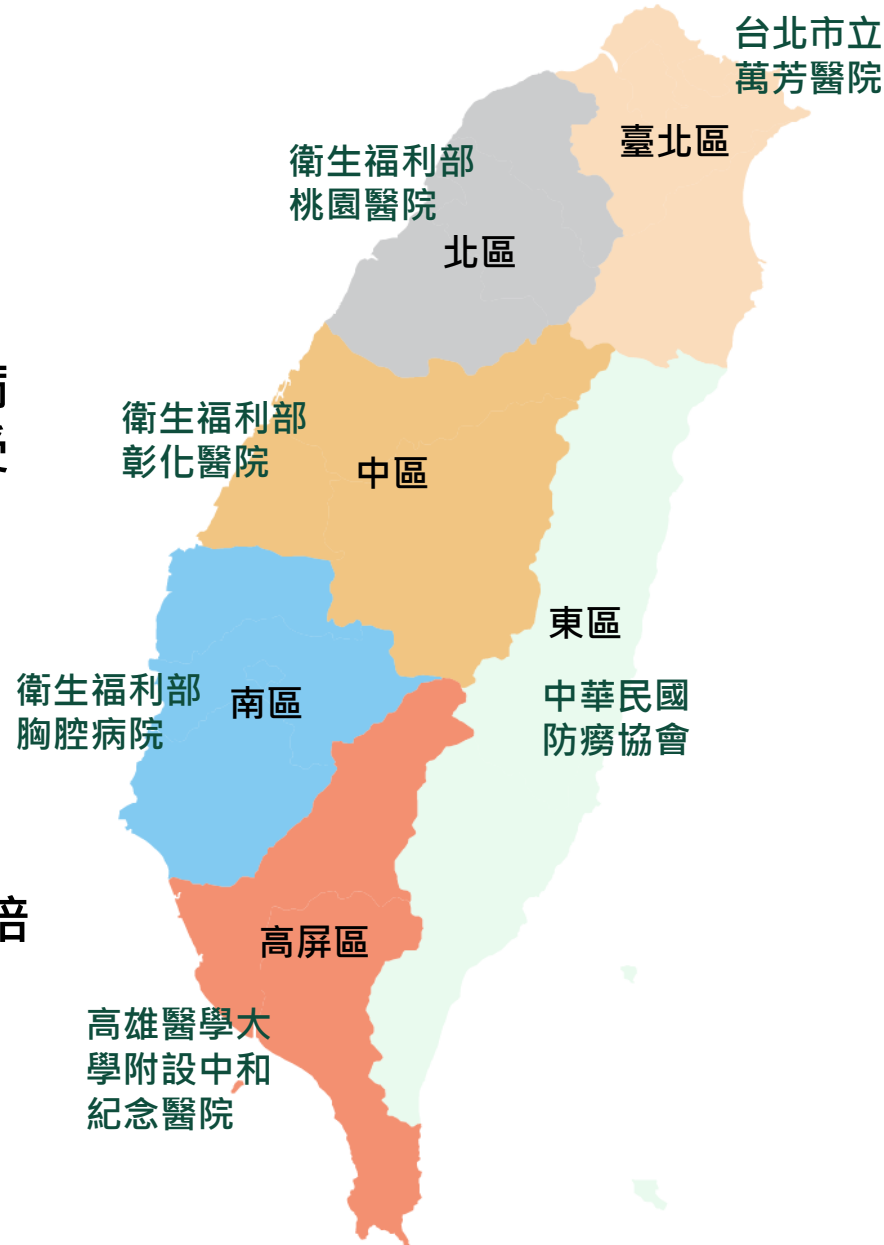 台北市立
萬芳醫院
臺北區
衛生福利部
桃園醫院
北區
衛生福利部
彰化醫院
中區
東區
衛生福利部
胸腔病院
南區
中華民國
防癆協會
高屏區
高雄醫學大
學附設中和
紀念醫院